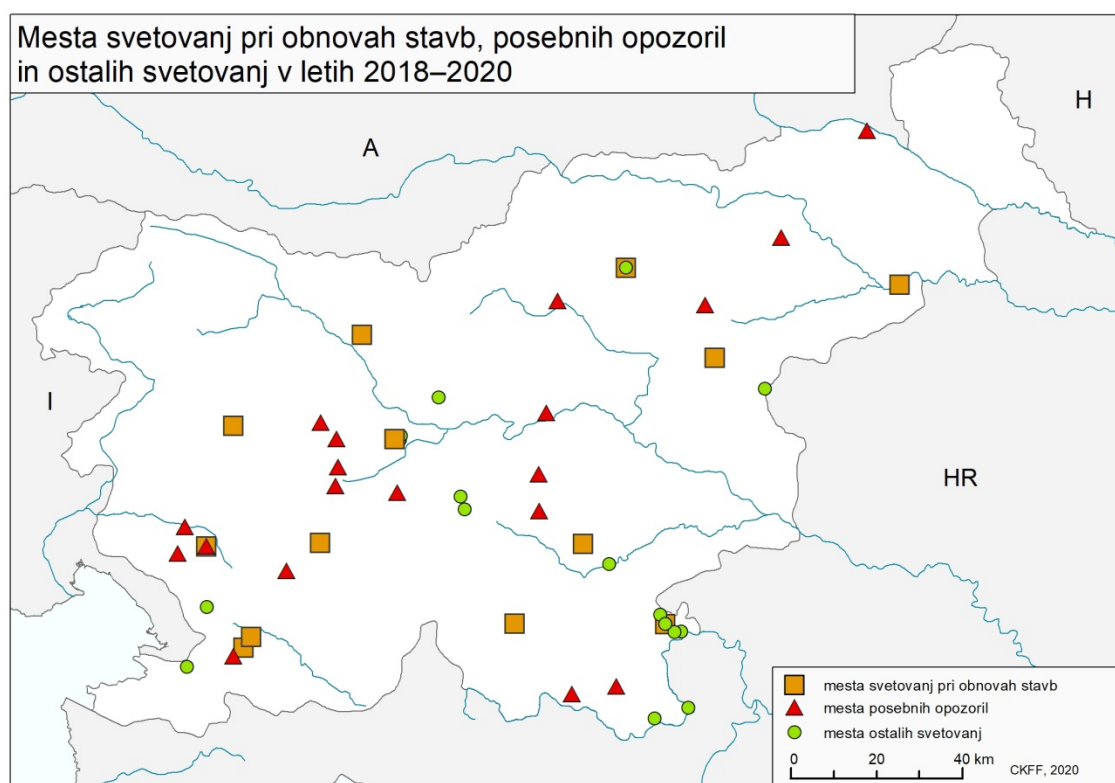 Mesta svetovanj pri obnovah stavb, posebnih opozoril
in ostalih svetovanj v letih 2018–2020
H
A
I
HR
mesta svetovanj pri obnovah stavb
mesta posebnih opozoril
mesta ostalih svetovanj
0 20 40 km
CKFF, 2020